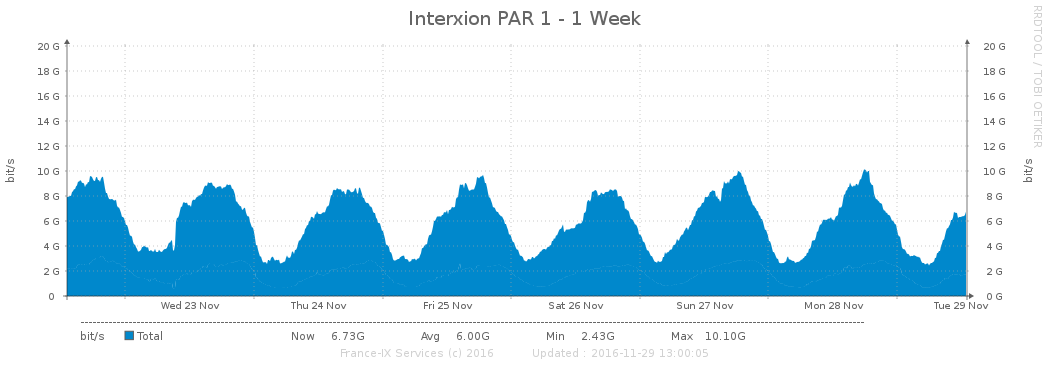 Interxion PAR 1 - 1 Week
RRDTOOL / TOBI OETIKER
bit/s
bit/s
20 G 20 G
18 G 18 G
16 G 16 G
14 G 14 G
12 G 12 G
10 G 10 G
8 G 8 G
6 G 6 G
4 G 4 G
2 G 2 G
0 0 G
Wed 23 Nov Thu 24 Nov Fri 25 Nov Sat 26 Nov Sun 27 Nov Mon 28 Nov Tue 29 Nov
bit/s Total Now 6.73G Avg 6.00G Min 2.43G Max 10.10G
France-IX Services (c) 2016 Updated : 2016-11-29 13:00:05